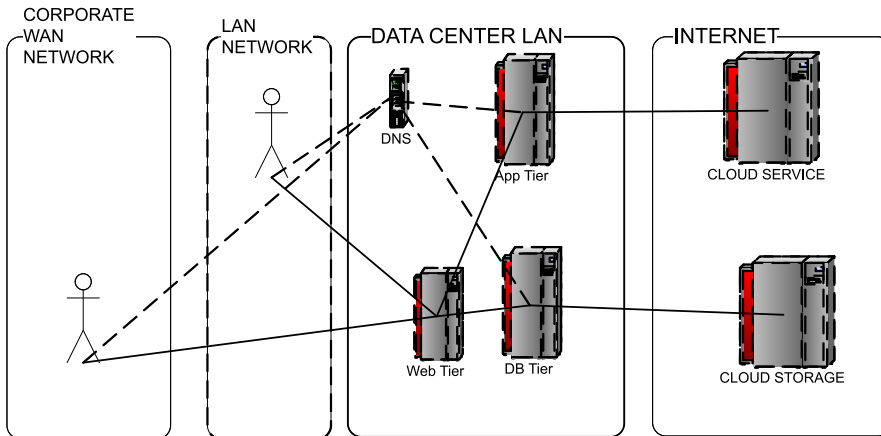 CORPORATE
WAN
NETWORK
LAN
NETWORK
DATA CENTER LAN
INTERNET
DNS
App Tier
CLOUD SERVICE
Web Tier
DB Tier
CLOUD STORAGE